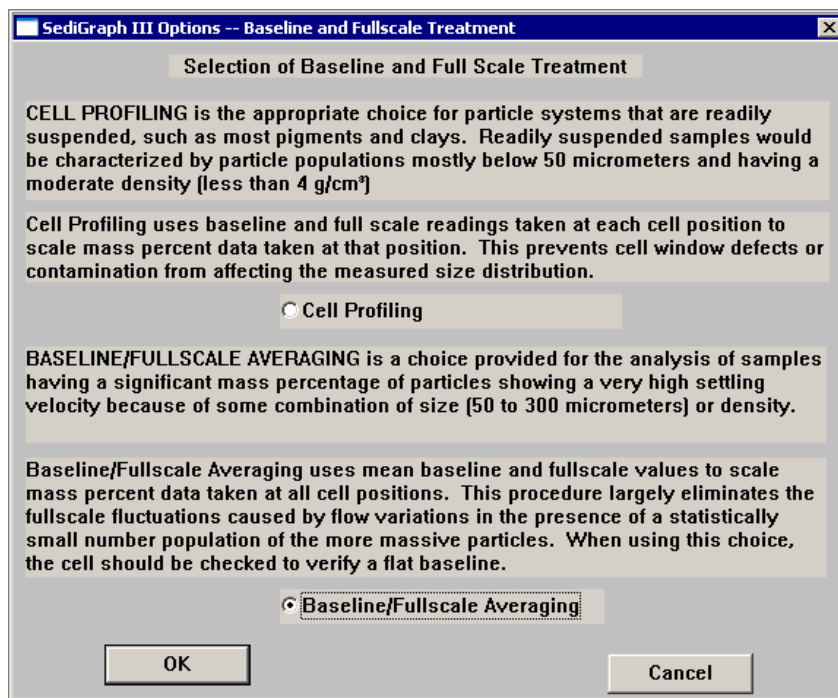 SediGraph III Options -- Baseline and Fullscale Treatment
Selection of Baseline and Full Scale Treatment
CELL PROFILING is the appropriate choice for particle systems that are readily
suspended, such as most pigments and clays.  Readily suspended samples would
be characterized by particle populations mostly below 50 micrometers and having a
moderate density (less than 4 g/cm³)
Cell Profiling uses baseline and full scale readings taken at each cell position to
scale mass percent data taken at that position.  This prevents cell window defects or
contamination from affecting the measured size distribution.
Cell Profiling
BASELINE/FULLSCALE AVERAGING is a choice provided for the analysis of samples
having a significant mass percentage of particles showing a very high settling
velocity because of some combination of size (50 to 300 micrometers) or density.
Baseline/Fullscale Averaging uses mean baseline and fullscale values to scale
mass percent data taken at all cell positions.  This procedure largely eliminates the
fullscale fluctuations caused by flow variations in the presence of a statistically
small number population of the more massive particles.  When using this choice,
the cell should be checked to verify a flat baseline.
Baseline/Fullscale Averaging
OK
Cancel